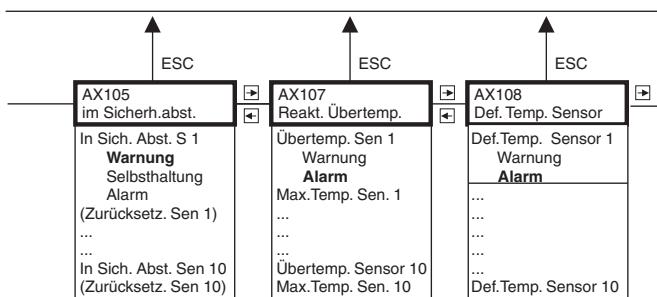 ESC
ESC
ESC
AX105
im Sicherh.abst.
In Sich. Abst. S 1
Warnung
Selbsthaltung
Alarm
(Zurücksetz. Sen 1)
...
...
In Sich. Abst. Sen 10
(Zurücksetz. Sen 10)
AX107
Reakt. Übertemp.
Übertemp. Sen 1
Warnung
Alarm
Max.Temp. Sen. 1
...
...
...
Übertemp. Sensor 10
Max.Temp. Sen. 10
AX108
Def. Temp. Sensor
Def.Temp. Sensor 1
Warnung
Alarm
...
...
...
...
...
Def.Temp. Sensor 10